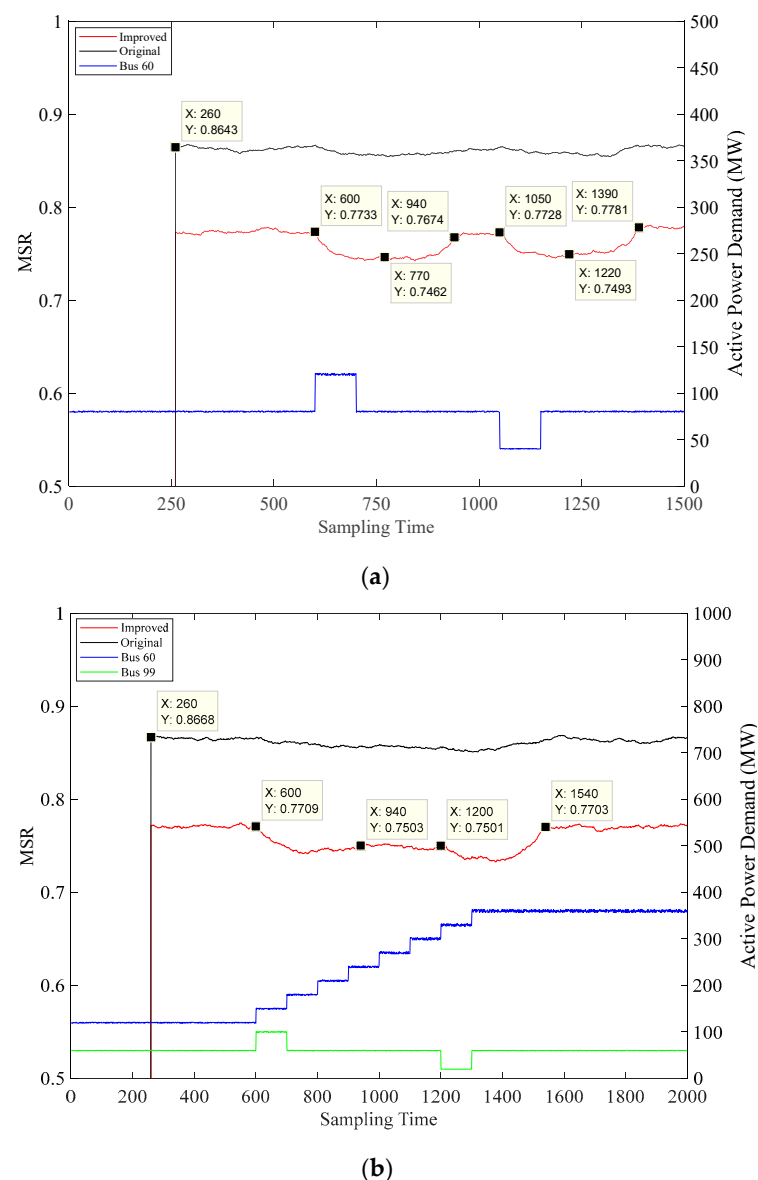 Improved
Original
Bus 60
X: 260
Y: 0.8643
X: 600
Y: 0.7733
X: 940
Y: 0.7674
X: 1050
Y: 0.7728
X: 1390
Y: 0.7781
X: 770
Y: 0.7462
X: 1220
Y: 0.7493
1
0.9
0.8
0.7
0.6
0.5
MSR
500
450
400
350
300
250
200
150
100
50
0
Active Power Demand (MW)
0
250
500
750
1000
1250
1500
Sampling Time
(a)
Improved
Original
Bus 60
Bus 99
X: 260
Y: 0.8668
X: 600
Y: 0.7709
X: 940
Y: 0.7503
X: 1200
Y: 0.7501
X: 1540
Y: 0.7703
1
0.9
0.8
0.7
0.6
0.5
MSR
1000
900
800
700
600
500
400
300
200
100
0
Active Power Demand (MW)
0
200
400
600
800
1000
1200
1400
1600
1800
2000
Sampling Time
(b)